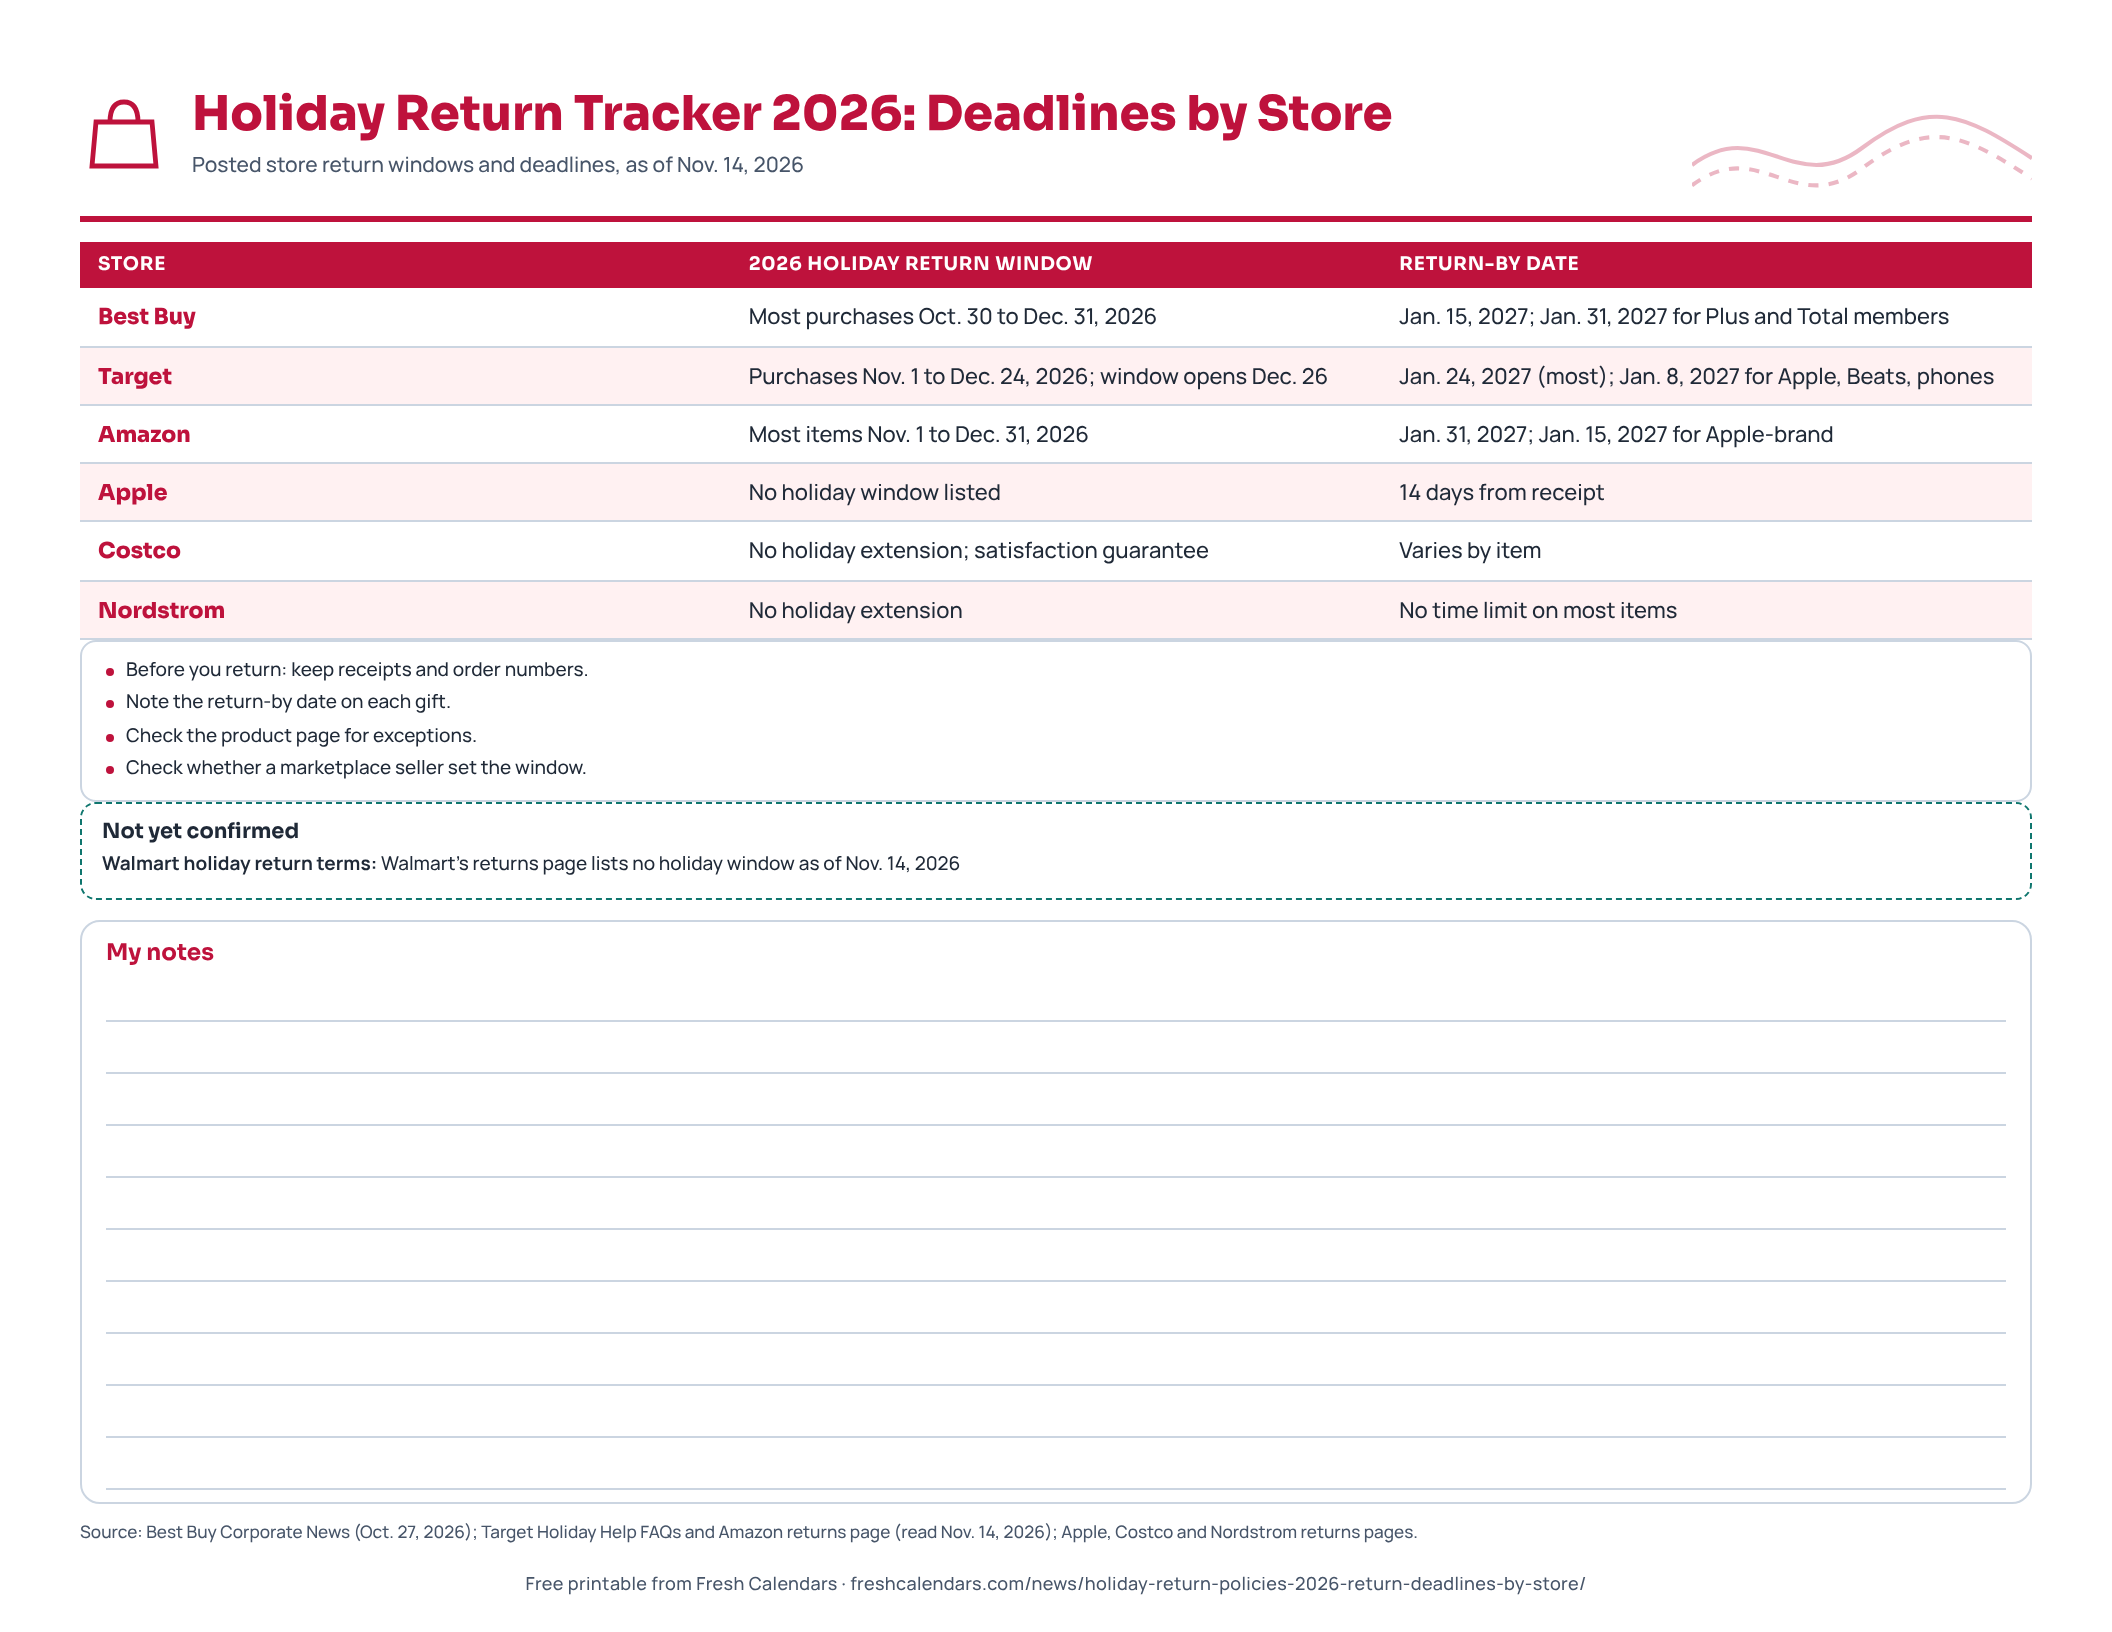 Holiday Return Tracker 2026: Deadlines by Store
Posted store return windows and deadlines, as of Nov. 14, 2026
STORE 2026 HOLIDAY RETURN WINDOW RETURN-BY DATE
Best Buy Most purchases Oct. 30 to Dec. 31, 2026 Jan. 15, 2027; Jan. 31, 2027 for Plus and Total members
Target Purchases Nov. 1 to Dec. 24, 2026; window opens Dec. 26 Jan. 24, 2027 (most); Jan. 8, 2027 for Apple, Beats, phones
Amazon Most items Nov. 1 to Dec. 31, 2026 Jan. 31, 2027; Jan. 15, 2027 for Apple-brand
Apple No holiday window listed 14 days from receipt
Costco No holiday extension; satisfaction guarantee Varies by item
Nordstrom No holiday extension No time limit on most items
• Before you return: keep receipts and order numbers.
• Note the return-by date on each gift.
• Check the product page for exceptions.
• Check whether a marketplace seller set the window.
Not yet confirmed
Walmart holiday return terms: Walmart's returns page lists no holiday window as of Nov. 14, 2026
My notes
Source: Best Buy Corporate News (Oct. 27, 2026); Target Holiday Help FAQs and Amazon returns page (read Nov. 14, 2026); Apple, Costco and Nordstrom returns pages.
Free printable from Fresh Calendars · freshcalendars.com/news/holiday-return-policies-2026-return-deadlines-by-store/